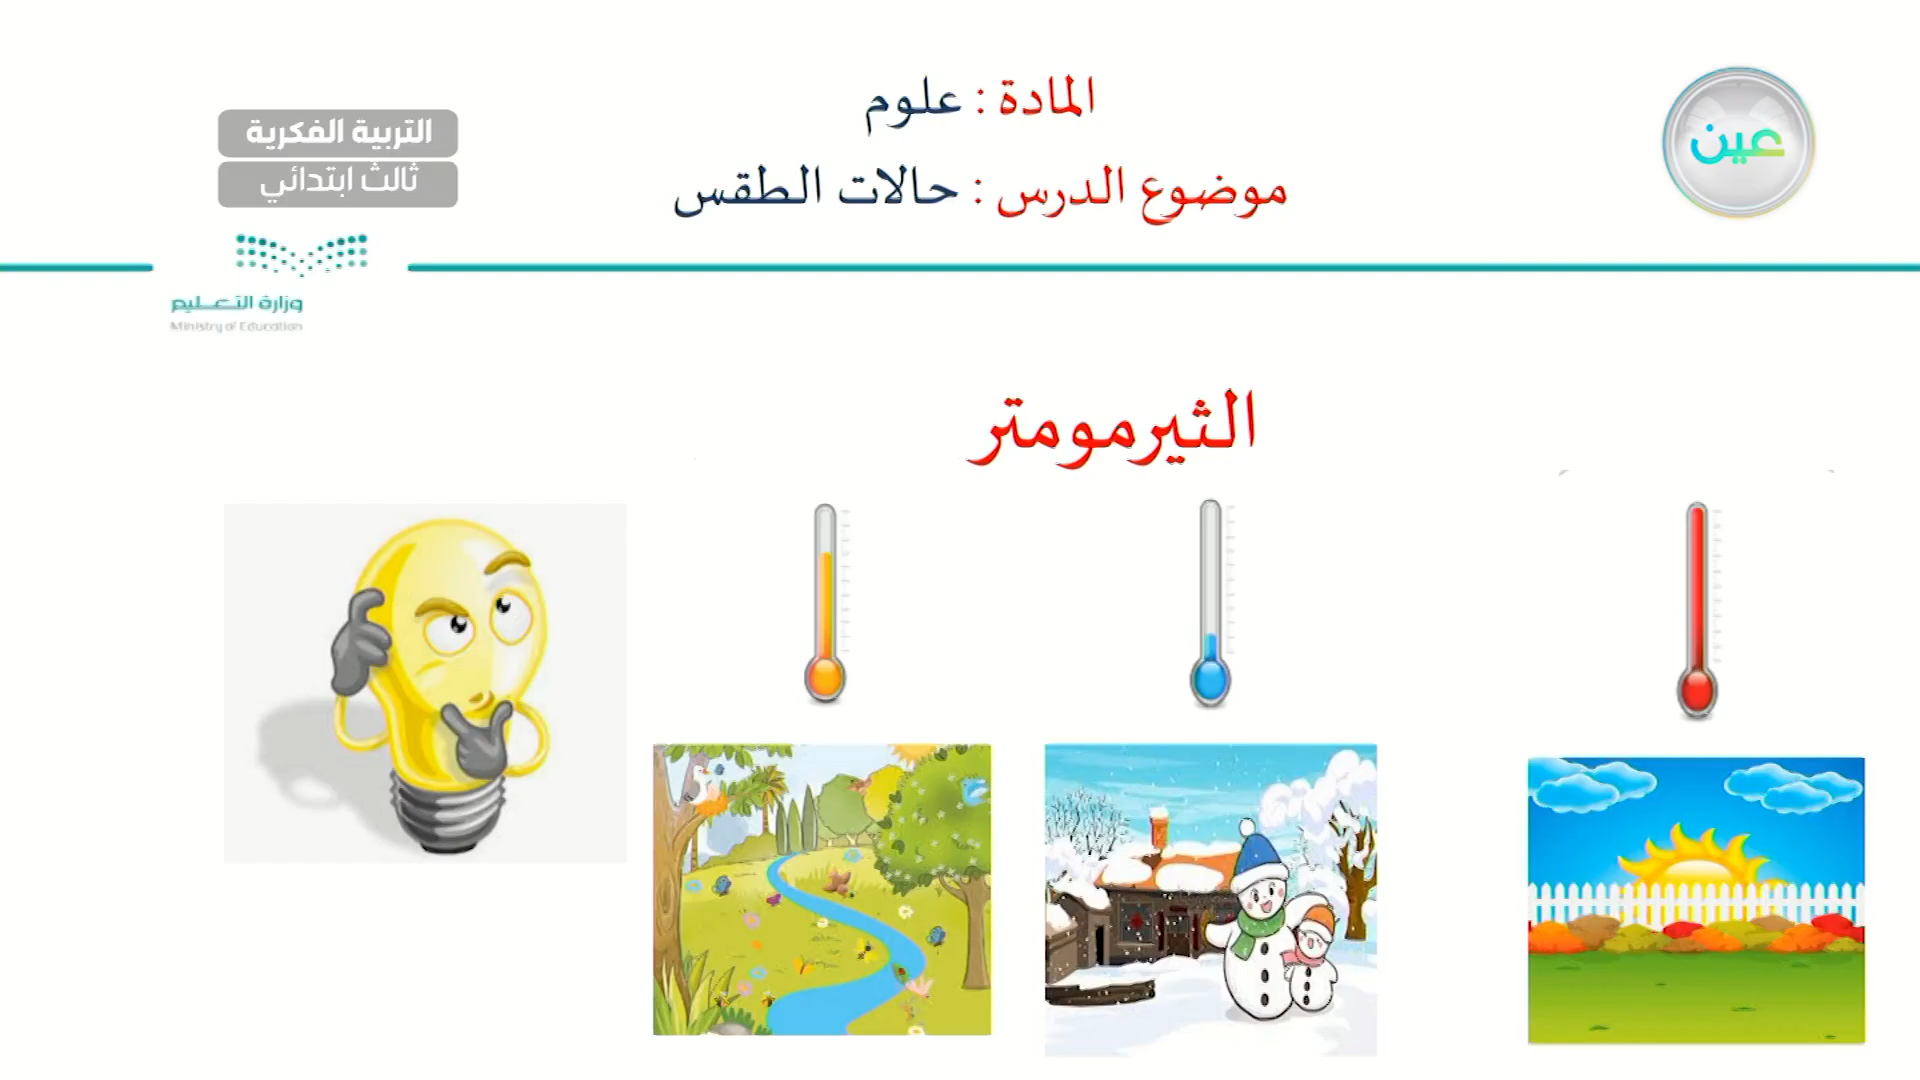 المادة : علوم
موضوع الدرس : حالات الطقس
عين
التربية الفكرية
ثالث ابتدائي
وزارة التعليم
Ministry of Education
الثيرمومتر